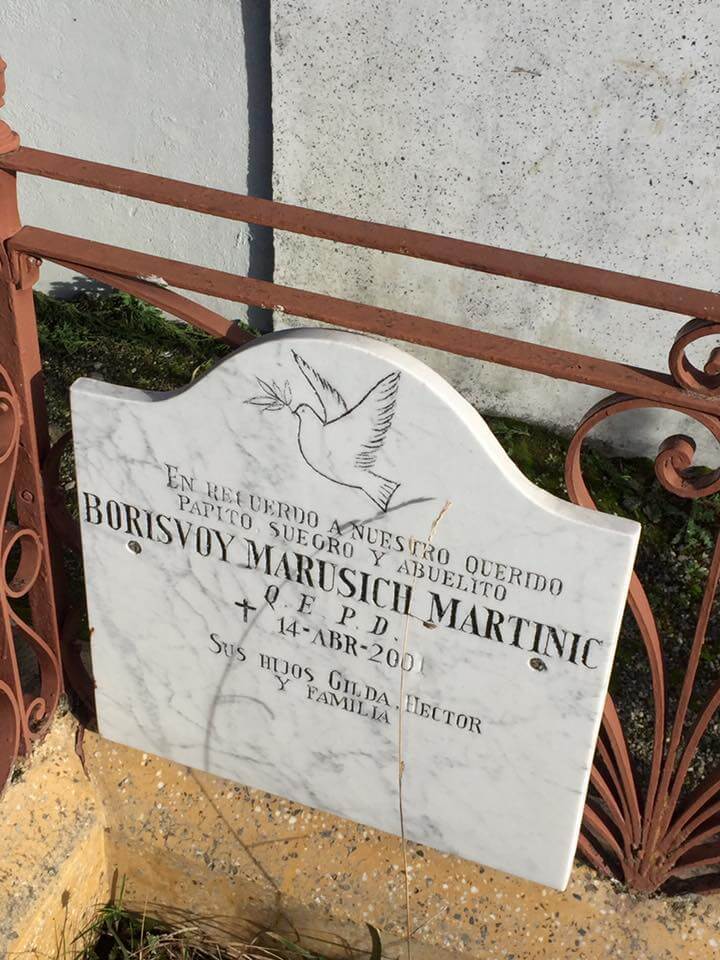 EN RECUERDO A NUESTRO QUERIDO
PAPITO, SUEGRO Y ABUELITO
BORISVOY MARUSICH MARTINIC
Q. E. P. D.
✝ 14-ABR-2001
SUS HIJOS GILDA, HECTOR
Y FAMILIA